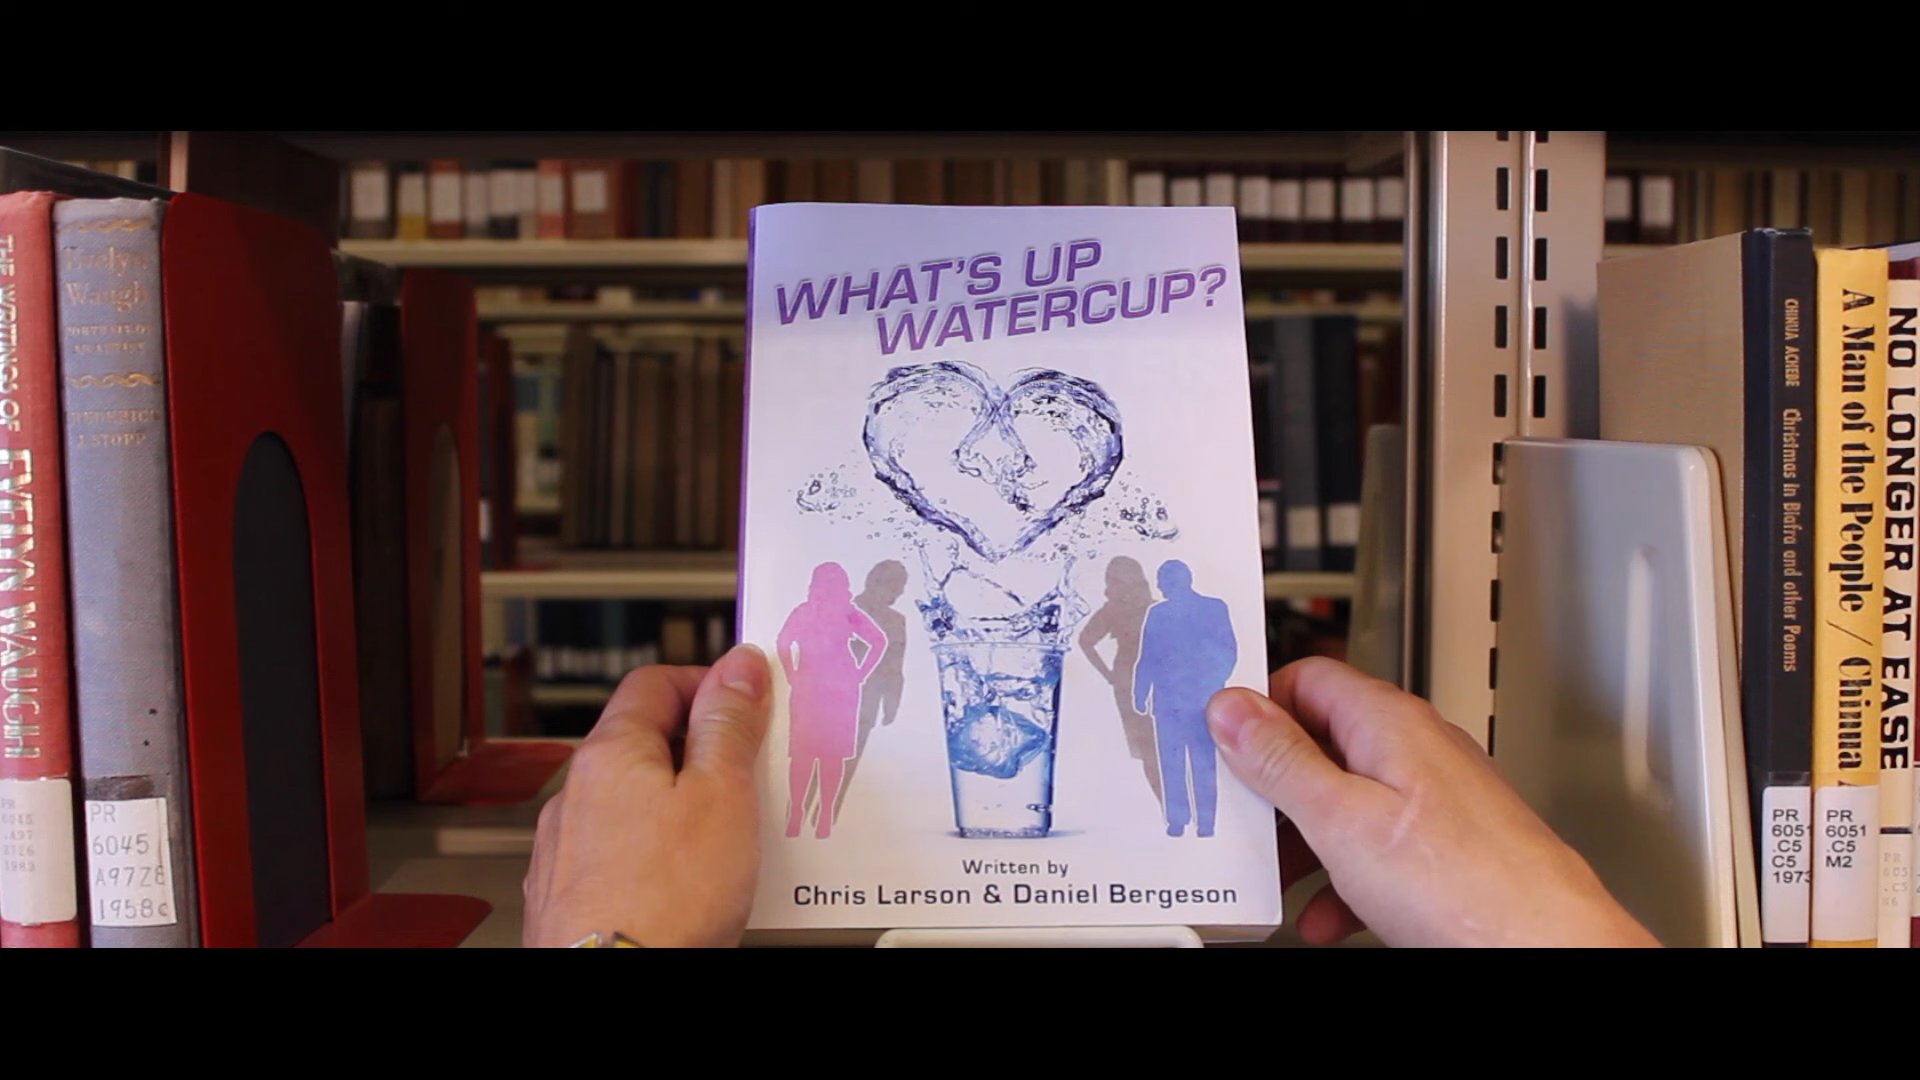 THE WRITINGS OF EVELYN WAUGH
Evelyn
Waugh
PORTRAIT OF
AN ARTIST
FREDERICK
J. STOPP
PR
6045
A97Z8
1958c
WHAT'S UP
WATERCUP?
Written by
Chris Larson & Daniel Bergeson
CHINUA ACHEBE Christmas in Biafra and other Poems
PR
6051
.C5
C5
1973
A Man of the People / Chinua
PR
6051
.C5
M2
NO LONGER AT EASE